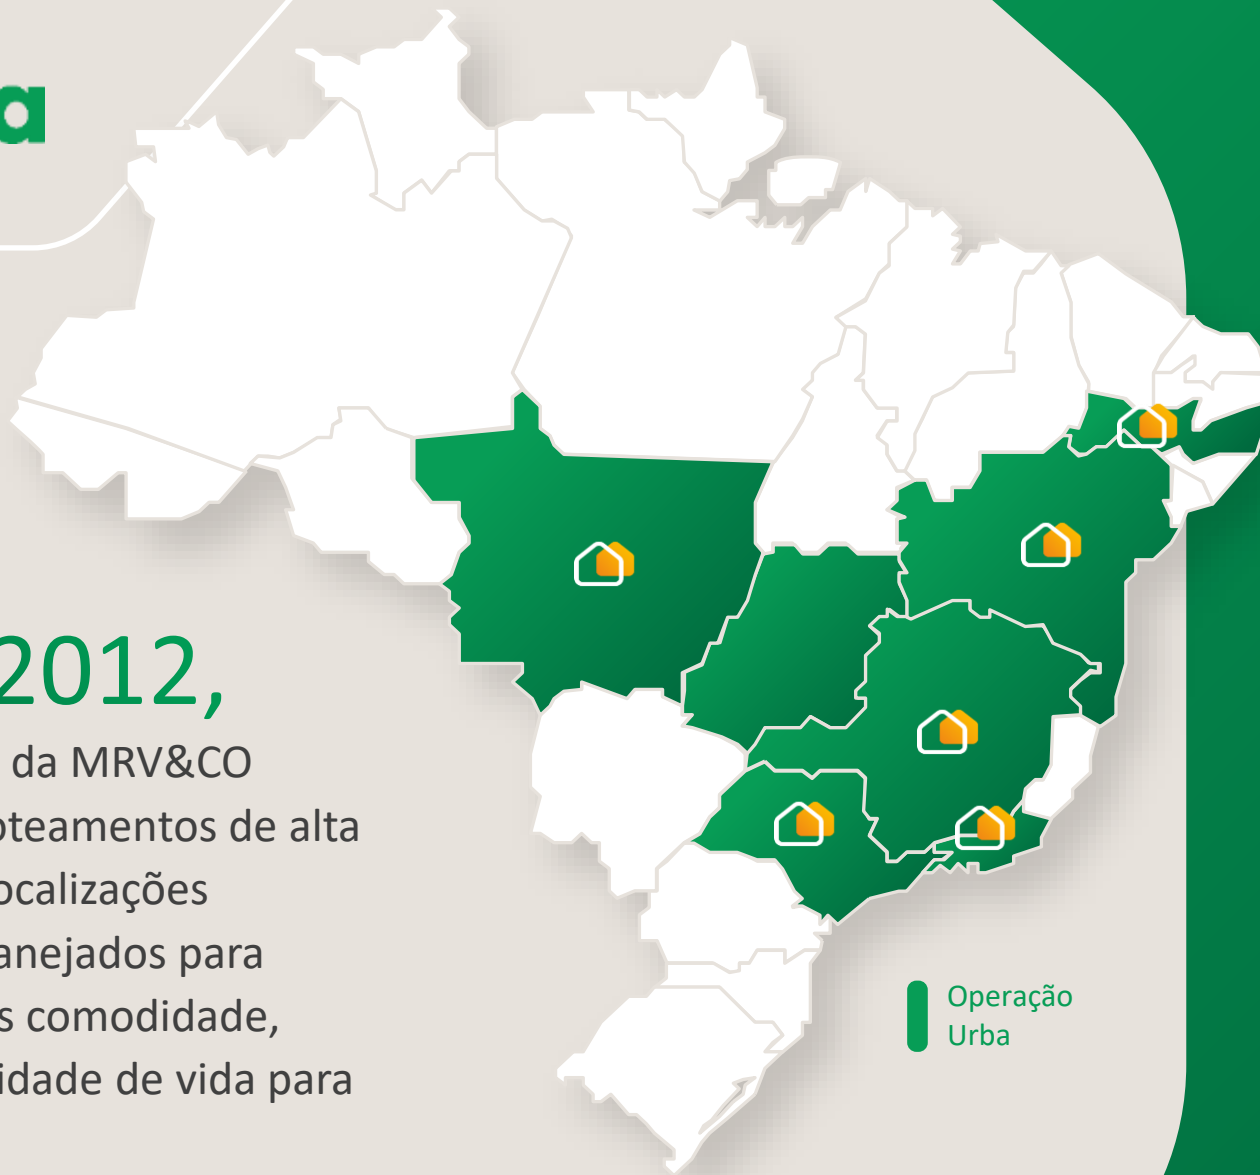 a
2012,
da MRV&CO
oteamentos de alta
ocalizações
anejados para
s comodidade,
idade de vida para
Operação
Urba